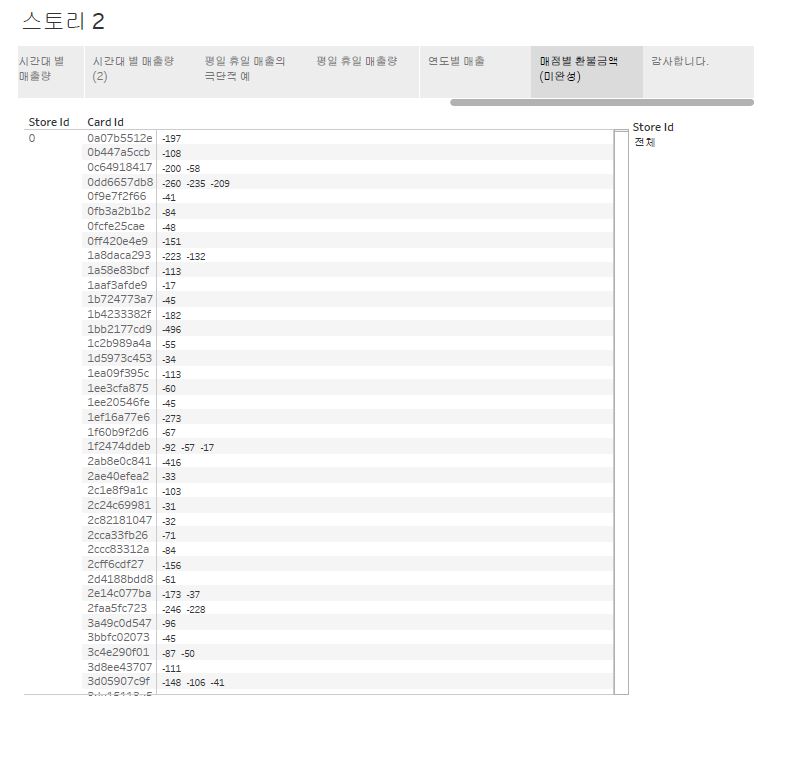 스토리 2
시간대 별
매출량
시간대 별 매출량
(2)
평일 휴일 매출의
극단적 예
평일 휴일 매출량
연도별 매출
매점별 환불금액
(미완성)
감사합니다.
Store Id Card Id
Store Id
전체
0 0a07b5512e -197
0b447a5ccb -108
0c64918417 -200 -58
0dd6657db8 -260 -235 -209
0f9e7f2f66 -41
0fb3a2b1b2 -84
0fcfe25cae -48
0ff420e4e9 -151
1a8daca293 -223 -132
1a58e83bcf -113
1aaf3afde9 -17
1b724773a7 -45
1b4233382f -182
1bb2177cd9 -496
1c2b989a4a -55
1d5973c453 -34
1ea09f395c -113
1ee3cfa875 -60
1ee20546fe -45
1ef16a77e6 -273
1f60b9f2d6 -67
1f2474ddeb -92 -57 -17
2ab8e0c841 -416
2ae40efea2 -33
2c1e8f9a1c -103
2c24c69981 -31
2c82181047 -32
2cca33fb26 -71
2ccc83312a -84
2cff6cdf27 -156
2d4188bdd8 -61
2e14c077ba -173 -37
2faa5fc723 -246 -228
3a49c0d547 -96
3bbfc02073 -45
3c4e290f01 -87 -50
3d8ee43707 -111
3d05907c9f -148 -106 -41